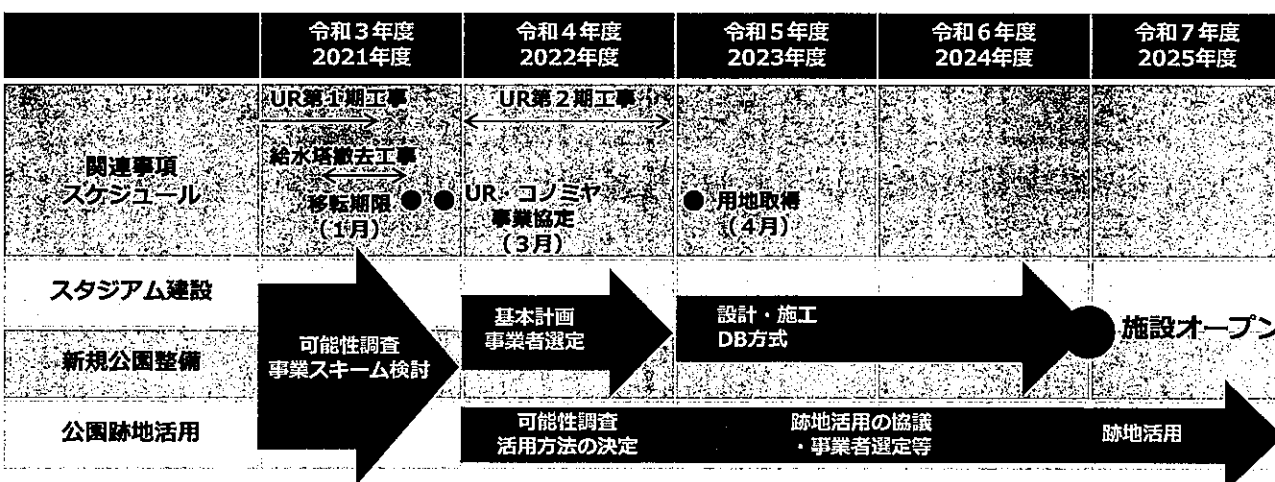 令和3年度
2021年度
令和4年度
2022年度
令和5年度
2023年度
令和6年度
2024年度
令和7年度
2025年度
関連事項
スケジュール
UR第1期工事
UR第2期工事
給水塔撤去工事
移転期限
(1月)
UR・コノミヤ
事業協定
(3月)
用地取得
(4月)
スタジアム建設
新規公園整備
公園跡地活用
可能性調査
事業スキーム検討
基本計画
事業者選定
設計・施工
DB方式
施設オープン
可能性調査
活用方法の決定
跡地活用の協議
・事業者選定等
跡地活用